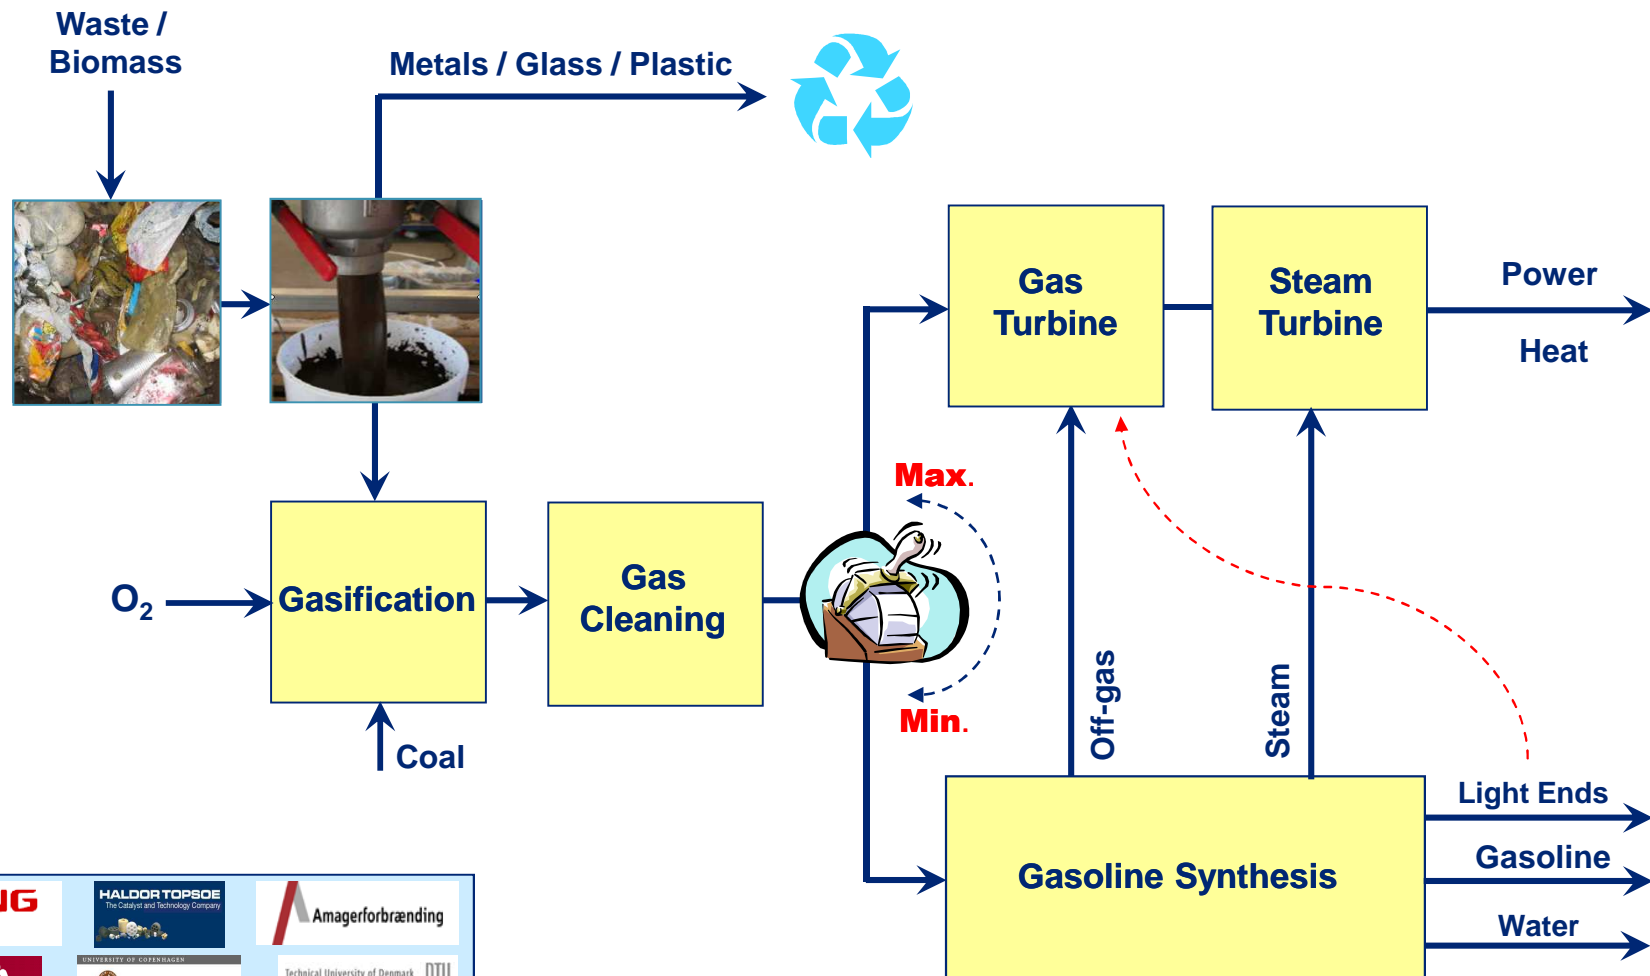 Waste /
Biomass
Metals / Glass / Plastic
Gas
Turbine
Steam
Turbine
Power
Heat
Max.
O2
Gasification
Gas
Cleaning
Min.
Coal
Off-gas
Steam
Light Ends
Gasoline Synthesis
Gasoline
Water
HALDOR TOPSOE
The Catalyst and Technology Company
Amagerforbrænding
UNIVERSITY OF COPENHAGEN
Technical University of Denmark
DTU